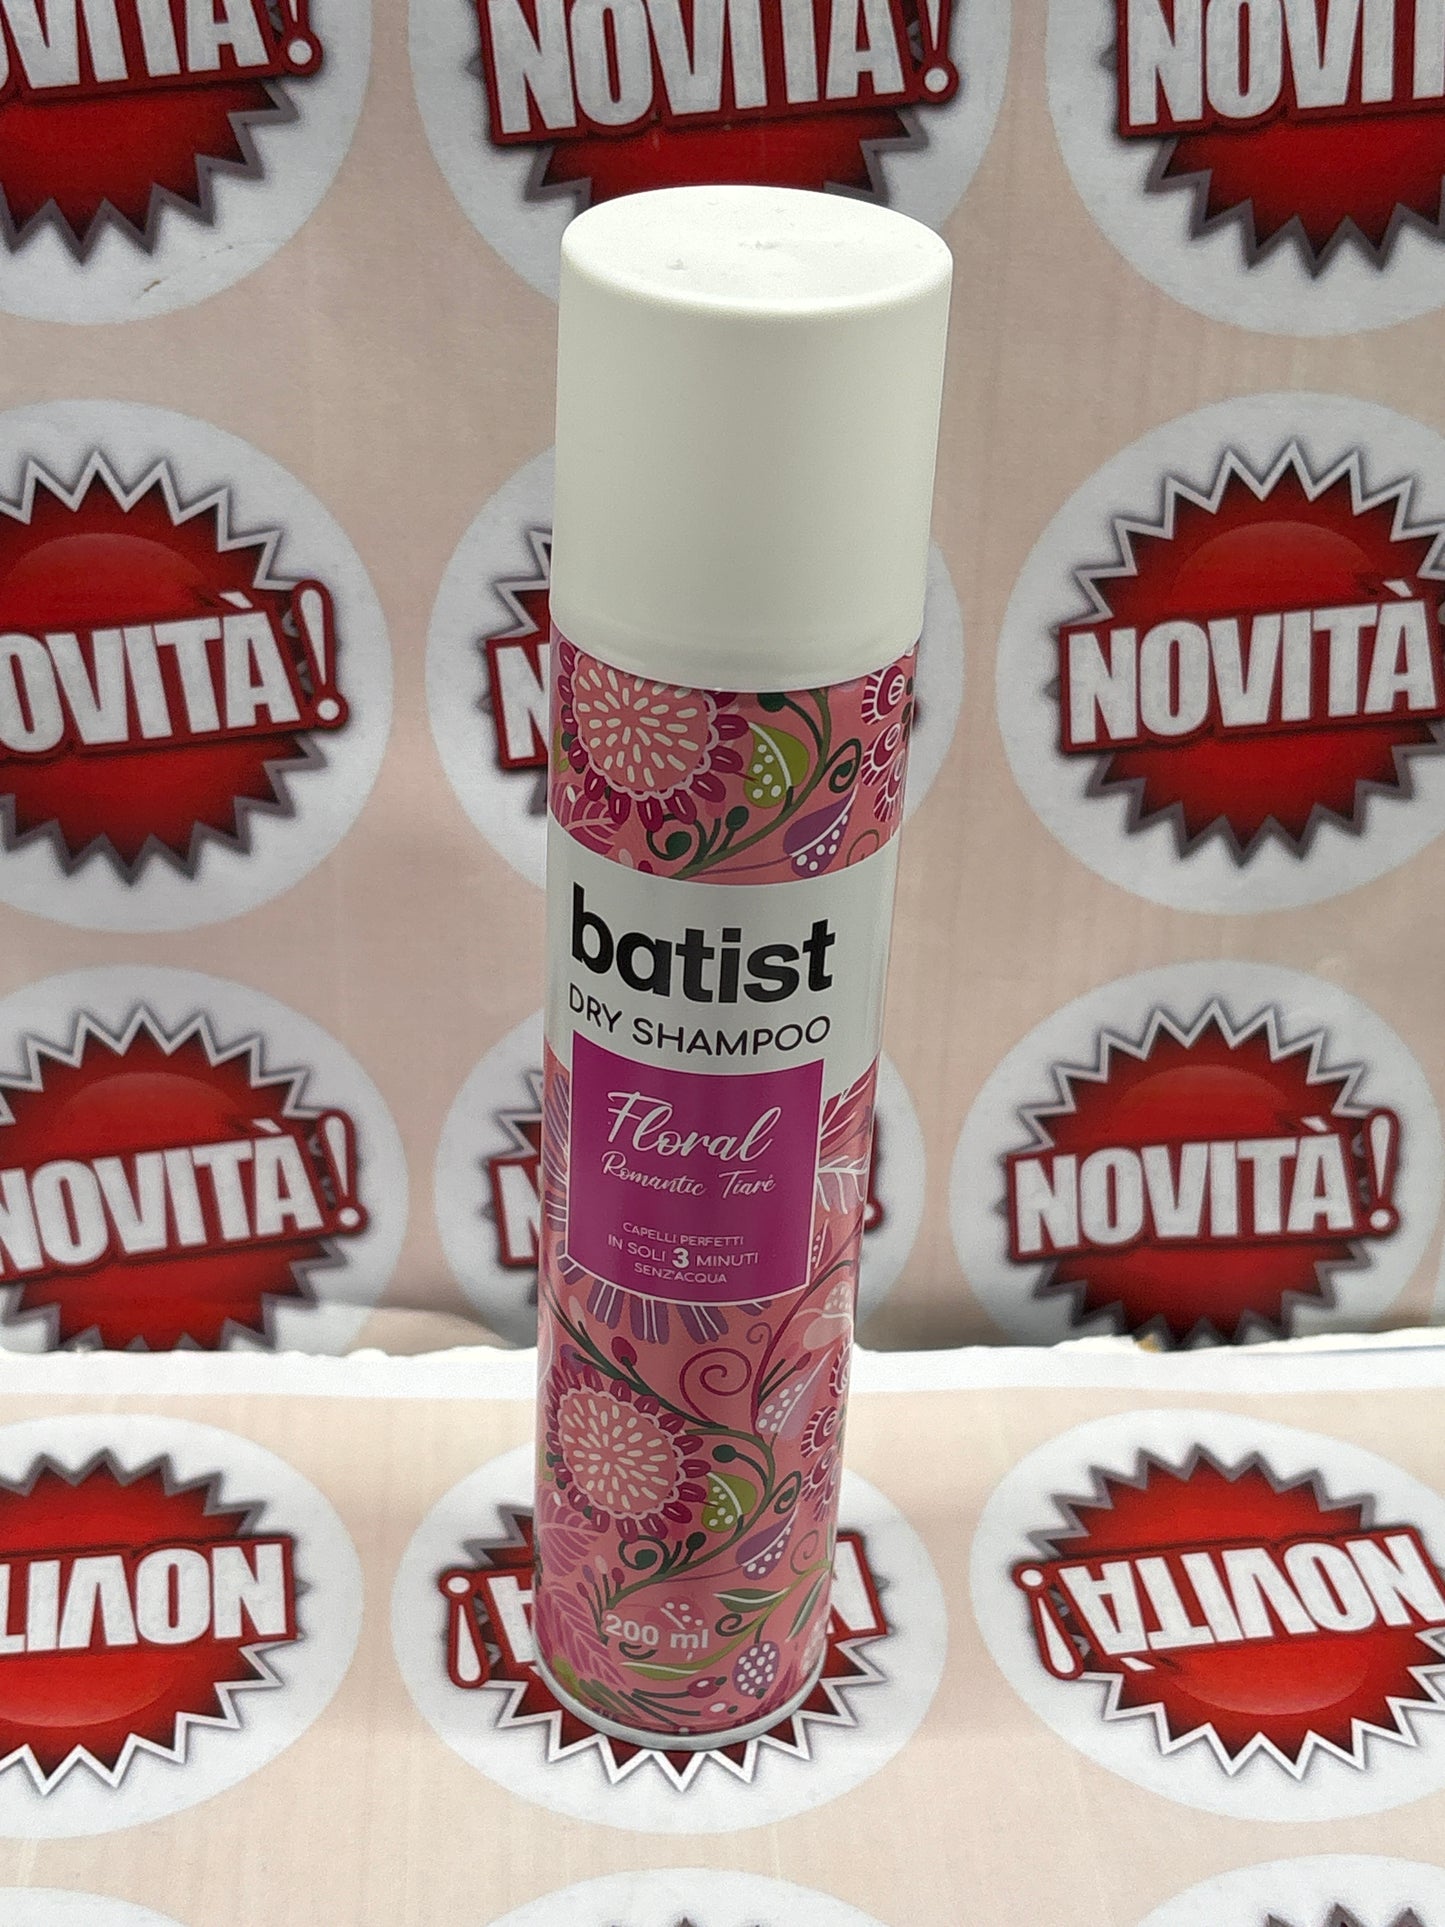 NOVITÀ!
NOVITÀ!
NOVITÀ!
NOVITÀ
NOVITÀ!
NOVITÀ!
batist
DRY SHAMPOO
Floral
Romantic Tiaré
CAPELLI PERFETTI
IN SOLI 3 MINUTI
SENZ'ACQUA
200 ml
NOVITÀ
NOVITÀ!